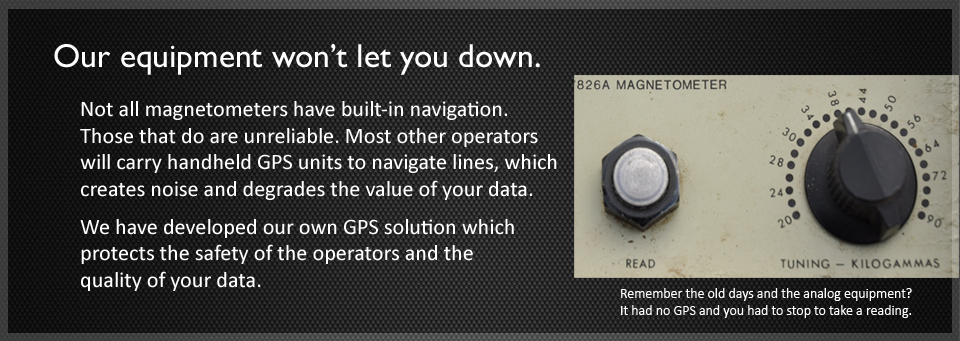 Our equipment won’t let you down.
Not all magnetometers have built-in navigation.
Those that do are unreliable. Most other operators
will carry handheld GPS units to navigate lines, which
creates noise and degrades the value of your data.
We have developed our own GPS solution which
protects the safety of the operators and the
quality of your data.
826A MAGNETOMETER
20
24
28
30
34
38
44
50
56
64
72
90
READ
TUNING – KILOGAMMAS
Remember the old days and the analog equipment?
It had no GPS and you had to stop to take a reading.